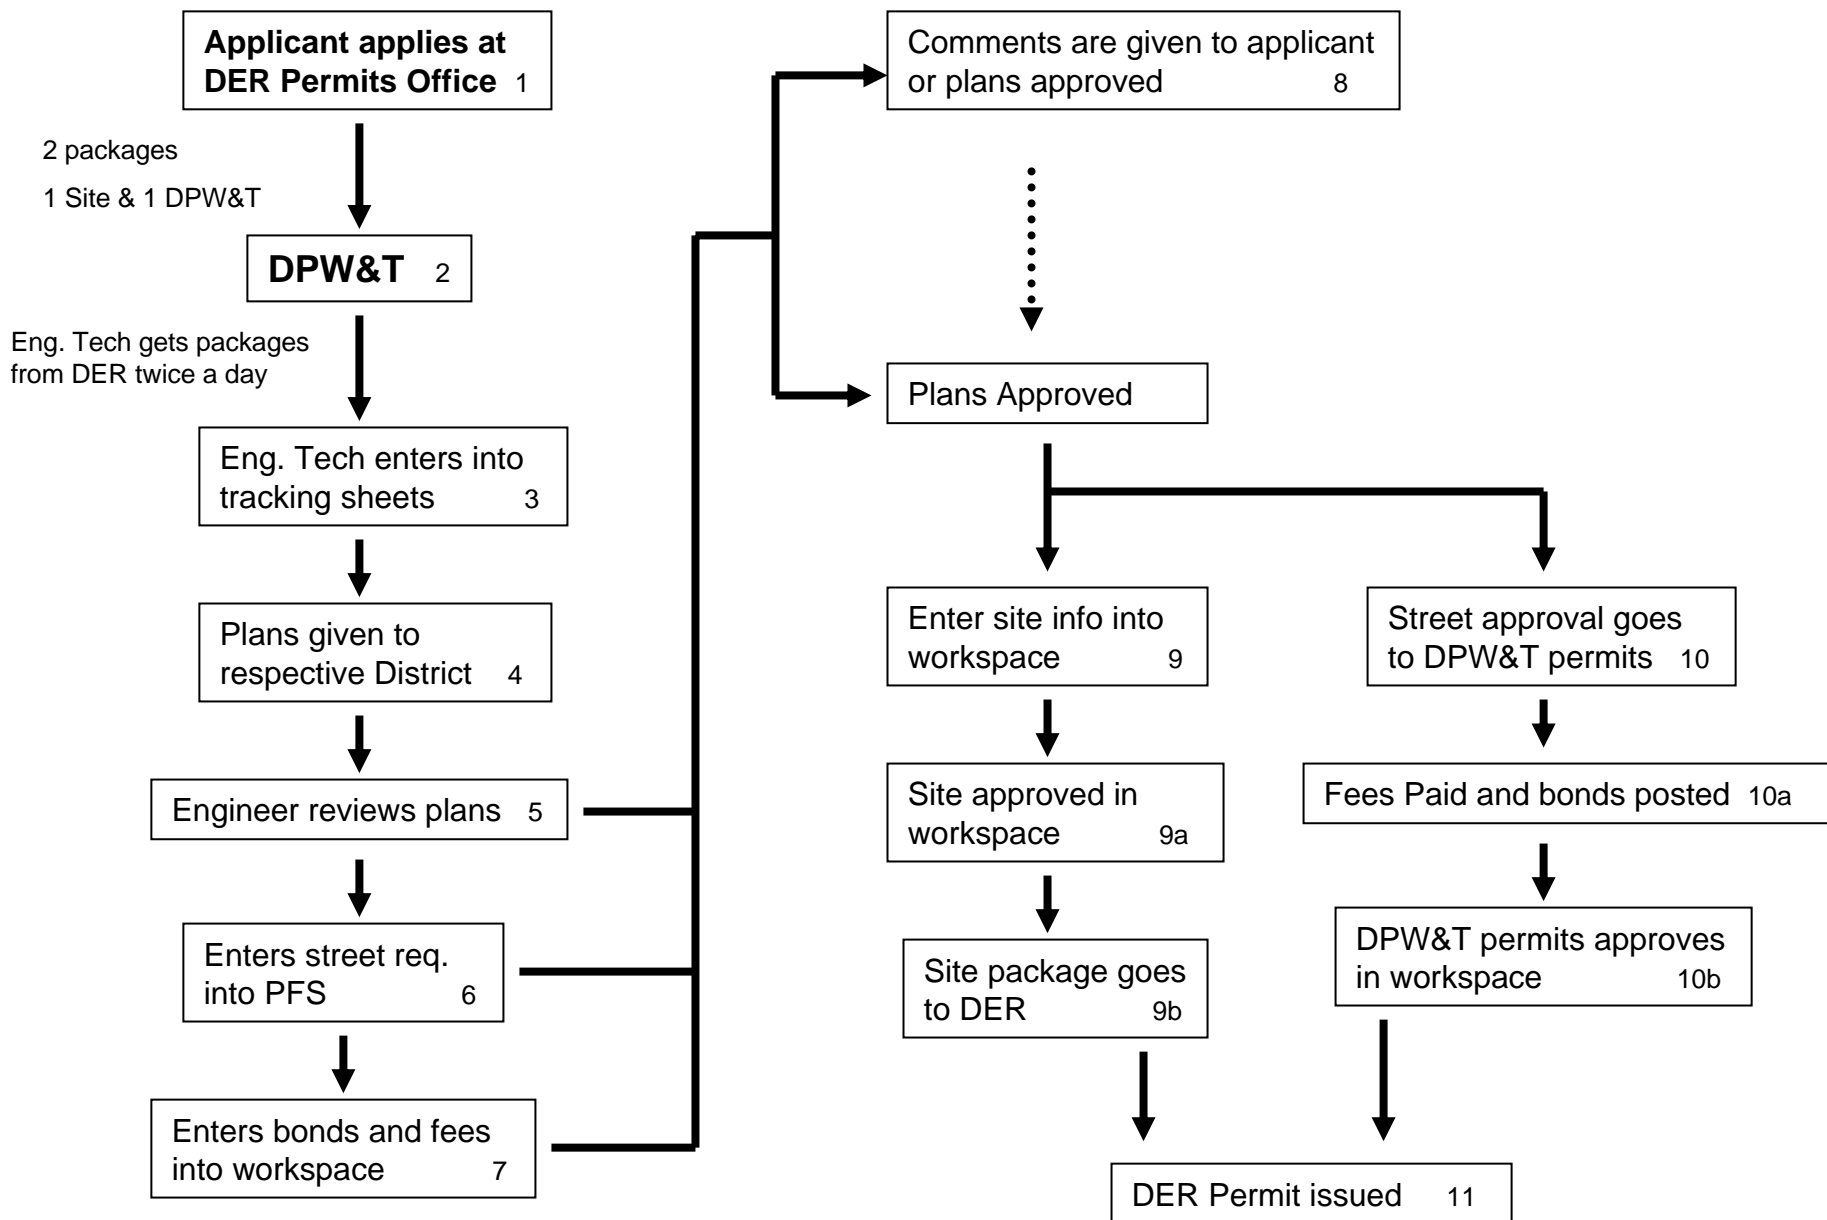 Applicant applies at
DER Permits Office 1
2 packages
1 Site & 1 DPW&T
DPW&T 2
Eng. Tech gets packages
from DER twice a day
Eng. Tech enters into
tracking sheets 3
Plans given to
respective District 4
Engineer reviews plans 5
Enters street req.
into PFS 6
Enters bonds and fees
into workspace 7
Comments are given to applicant
or plans approved 8
Plans Approved
Enter site info into
workspace 9
Site approved in
workspace 9a
Site package goes
to DER 9b
Street approval goes
to DPW&T permits 10
Fees Paid and bonds posted 10a
DPW&T permits approves
in workspace 10b
DER Permit issued 11